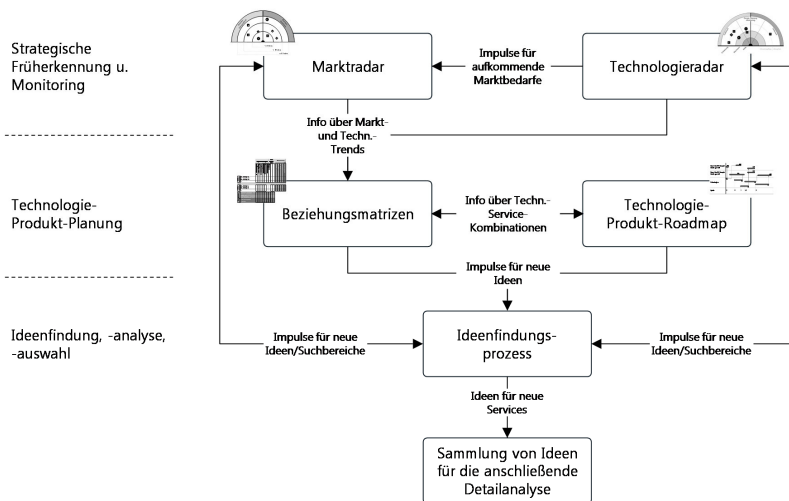 Strategische
Früherkennung u.
Monitoring
Marktradar
Impulse für
aufkommende
Marktbedarfe
Technologieradar
Info über Markt-
und Techn.-
Trends
Technologie-
Produkt-Planung
Beziehungsmatrizen
Info über Techn.-
Service-
Kombinationen
Technologie-
Produkt-Roadmap
Impulse für neue
Ideen
Ideenfindung, -analyse,
-auswahl
Impulse für neue
Ideen/Suchbereiche
Ideenfindungs-
prozess
Impulse für neue
Ideen/Suchbereiche
Ideen für neue
Services
Sammlung von Ideen
für die anschließende
Detailanalyse